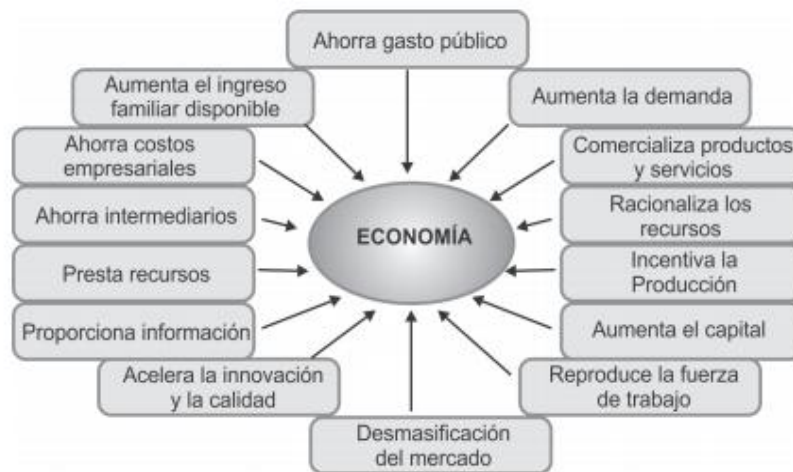 Ahorra gasto público
Aumenta el ingreso
familiar disponible
Aumenta la demanda
Ahorra costos
empresariales
Comercializa productos
y servicios
Ahorra intermediarios
ECONOMÍA
Racionaliza los
recursos
Presta recursos
Incentiva la
Producción
Proporciona información
Aumenta el capital
Acelera la innovación
y la calidad
Reproduce la fuerza
de trabajo
Desmasificación
del mercado